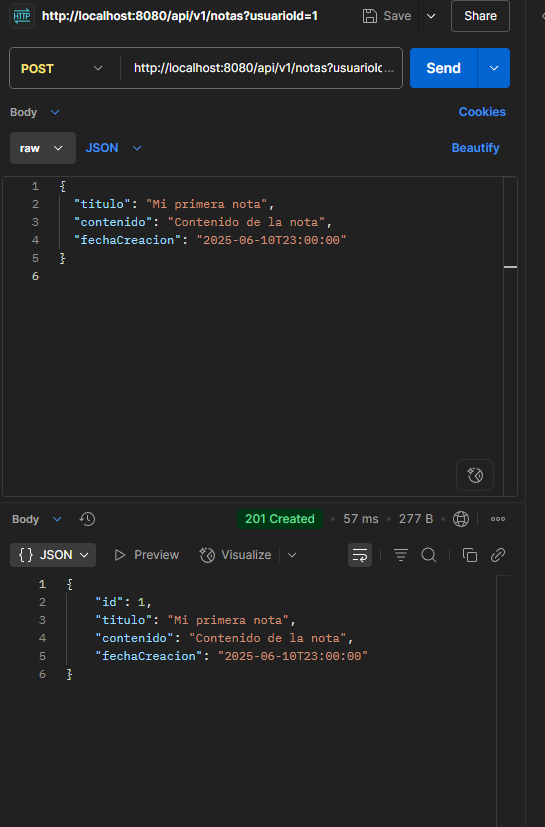 HTTP http://localhost:8080/api/v1/notas?usuarioId=1 Save Share
POST http://localhost:8080/api/v1/notas?usuarioId... Send
Body Cookies
raw JSON Beautify
1 {
2 "titulo": "Mi primera nota",
3 "contenido": "Contenido de la nota",
4 "fechaCreacion": "2025-06-10T23:00:00"
5 }
6
Body 201 Created • 57 ms • 277 B
{} JSON Preview Visualize
1 {
2 "id": 1,
3 "titulo": "Mi primera nota",
4 "contenido": "Contenido de la nota",
5 "fechaCreacion": "2025-06-10T23:00:00"
6 }